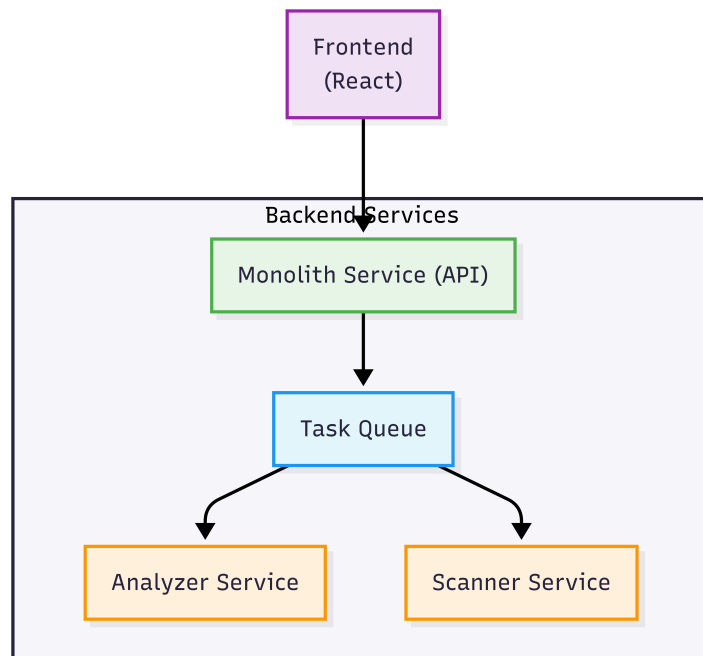 Frontend
(React)
Backend Services
Monolith Service (API)
Task Queue
Analyzer Service
Scanner Service